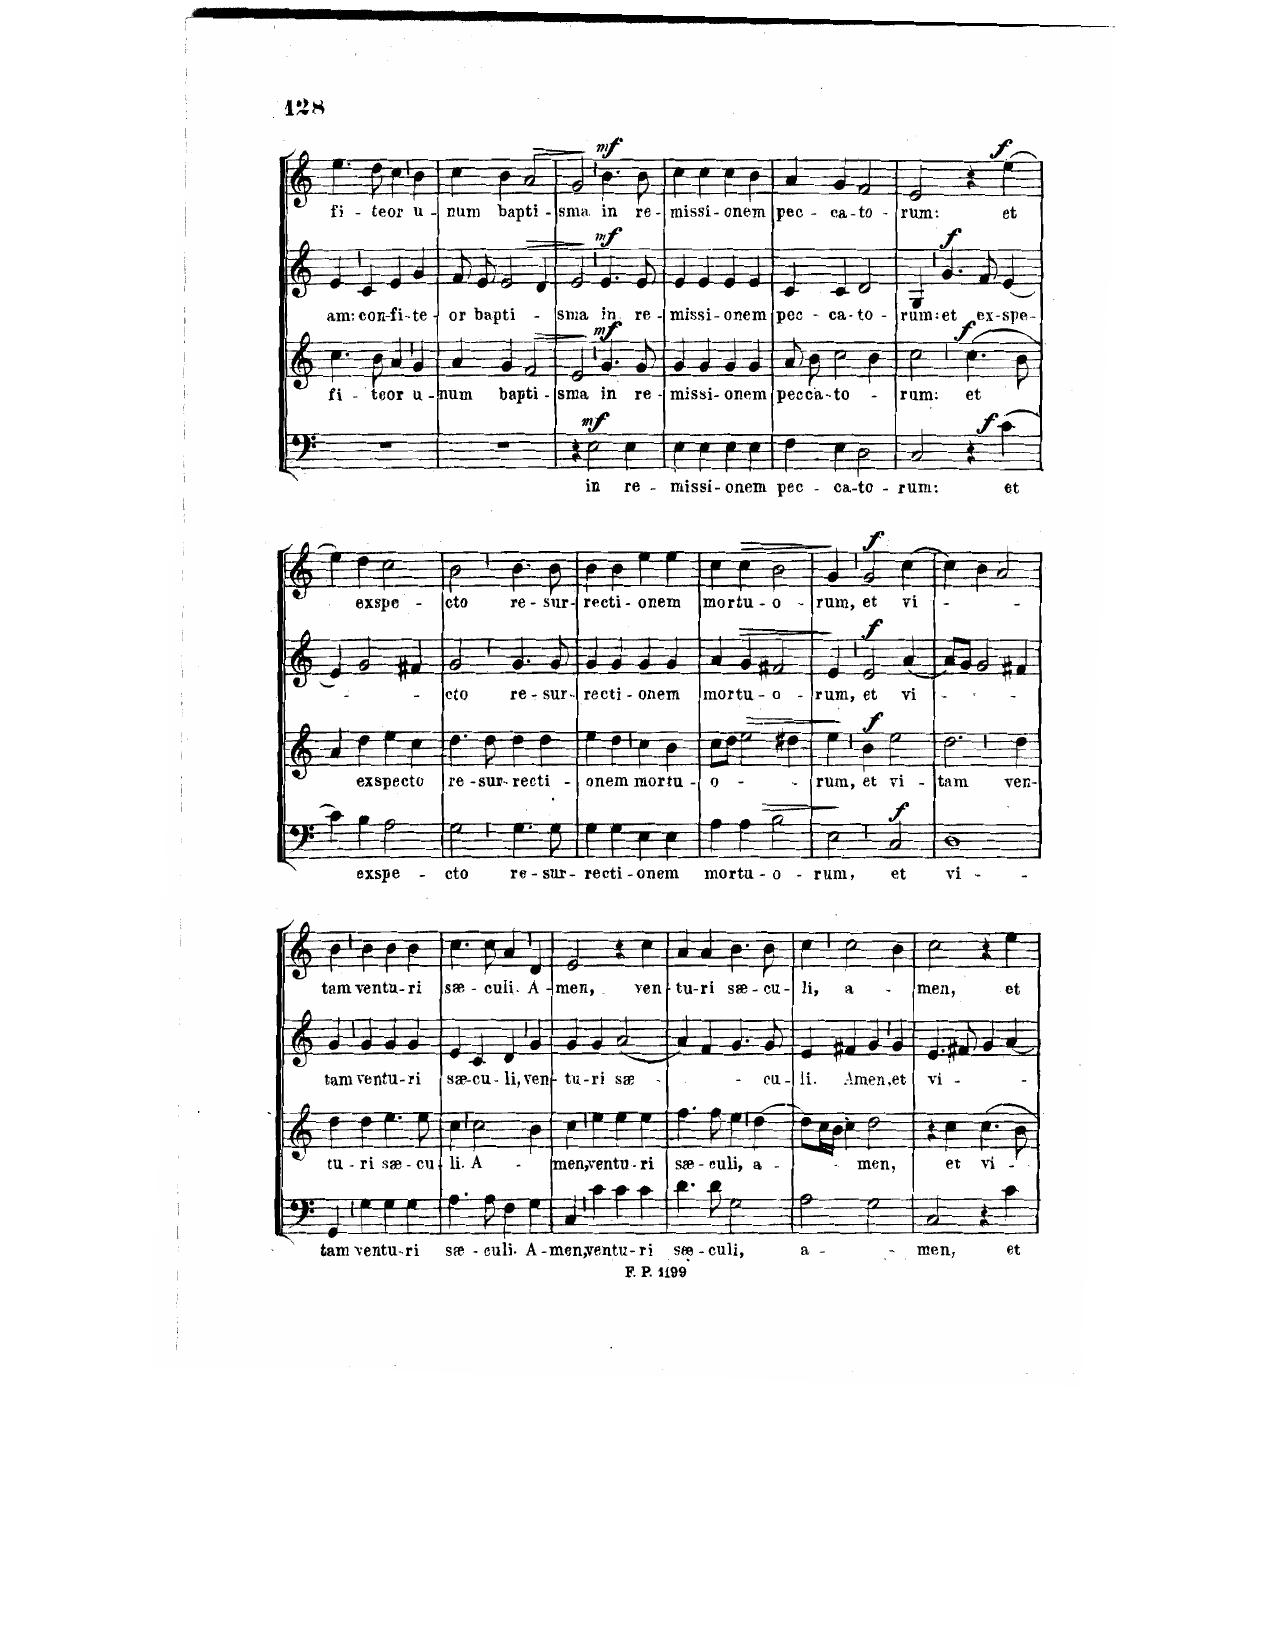 128
mf f
fi - teor u - num bapti - sma in re - missi - onem pec - ca - to - rum: et
mf f
am: con-fi-te - or bapti - sma in re - missi - onem pec - ca - to - rum: et ex-spe-
mf f
fi - teor u - num bapti - sma in re - missi - onem pecca-to - rum: et
mf f
in re - missi - onem pec - ca-to - rum: et
f
exspe - cto re - sur - recti - onem mortu - o - rum, et vi - -
f
- - cto re - sur - recti - onem mortu - o - rum, et vi - - -
f
exspecto re - sur - recti - onem mortu - o - - rum, et vi - tam ven-
f
exspe - cto re - sur - recti - onem mortu - o - rum, et vi - -
tam ventu-ri sæ - culi. A - men, ven - tu-ri sæ - cu - li, a - men, et
tam ventu-ri sæ-cu-li, ven - tu-ri sæ - - cu - li. Amen, et vi - -
tu - ri sæ - cu - li. A - men, ventu-ri sæ - culi, a - - men, et vi -
tam ventu-ri sæ - culi. A - men, ventu-ri sæ - culi, a - - men, et
F. P. 1199